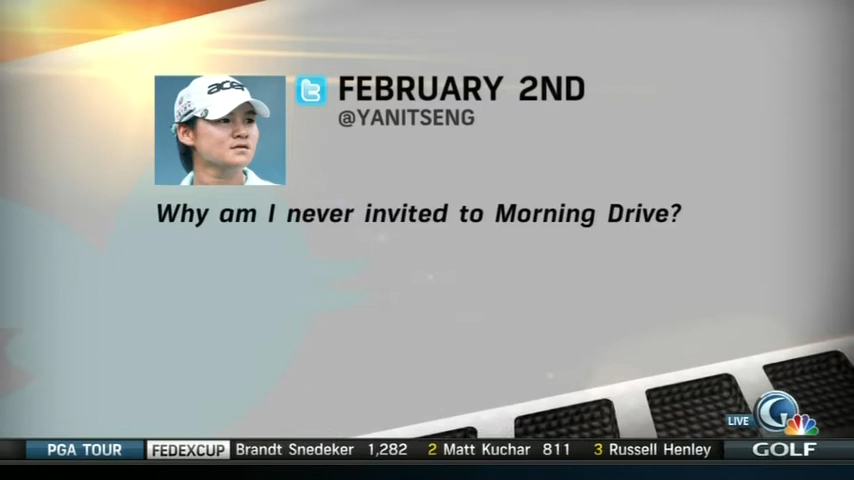 acer
FEBRUARY 2ND
@YANITSENG
Why am I never invited to Morning Drive?
LIVE
PGA TOUR FEDEXCUP Brandt Snedeker 1,282 2 Matt Kuchar 811 3 Russell Henley GOLF